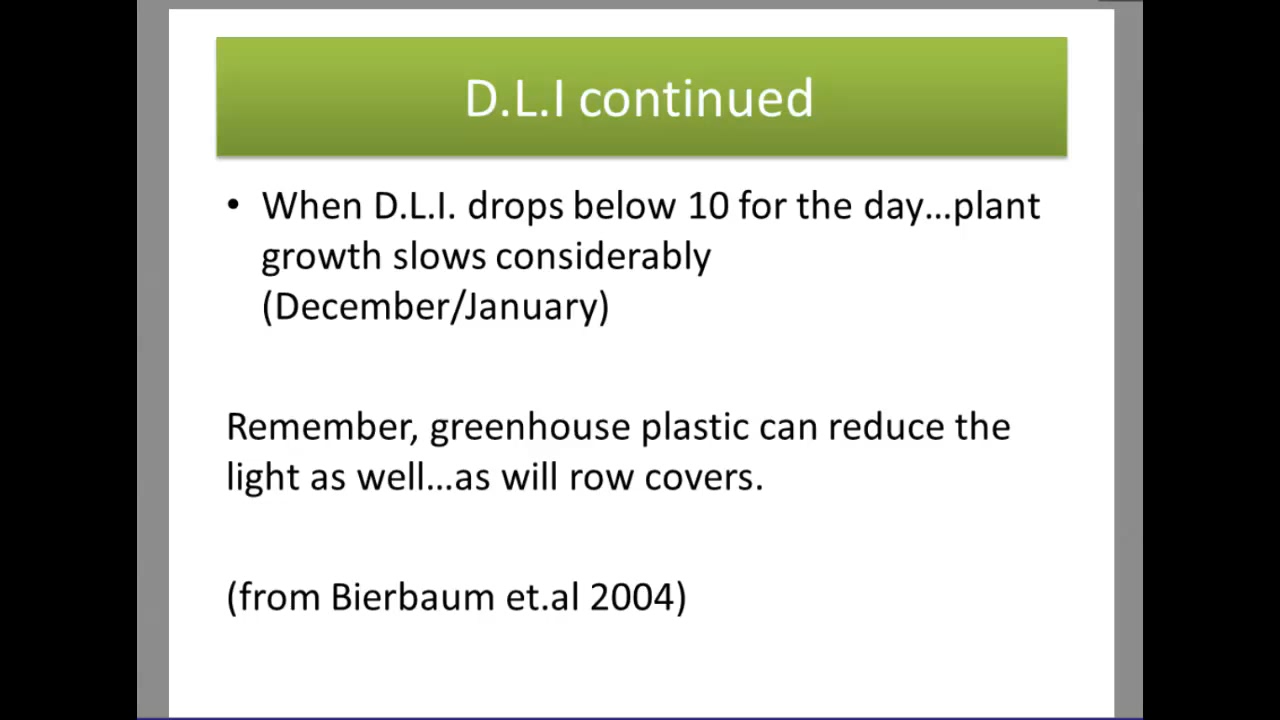 D.L.I continued
• When D.L.I. drops below 10 for the day...plant
growth slows considerably
(December/January)
Remember, greenhouse plastic can reduce the
light as well...as will row covers.
(from Bierbaum et.al 2004)